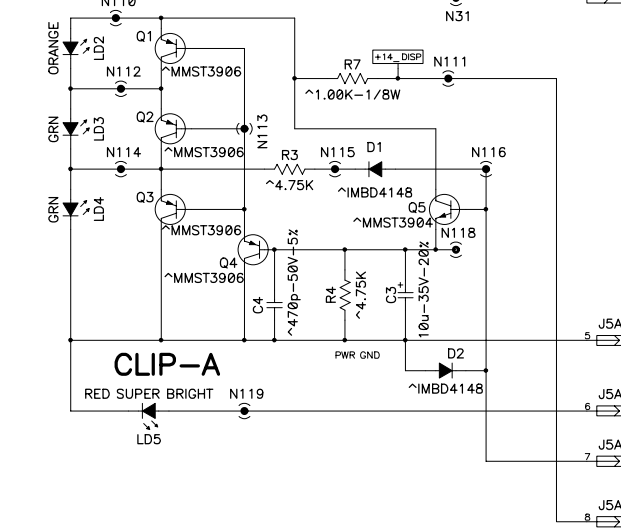 N110
N31
ORANGE
LD2
Q1
^MMST3906
R7
+14_DISP
N111
^1.00K-1/8W
N112
GRN
LD3
Q2
^MMST3906
N113
N114
R3
^4.75K
N115
D1
^IMBD4148
N116
GRN
LD4
Q3
^MMST3906
Q5
^MMST3904
N118
Q4
^MMST3906
C4
^470p-50V-5%
R4
^4.75K
C3
+
10u-35V-20%
5
J5A
CLIP-A
PWR GND
D2
^IMBD4148
RED SUPER BRIGHT
N119
LD5
6
J5A
7
J5A
8
J5A